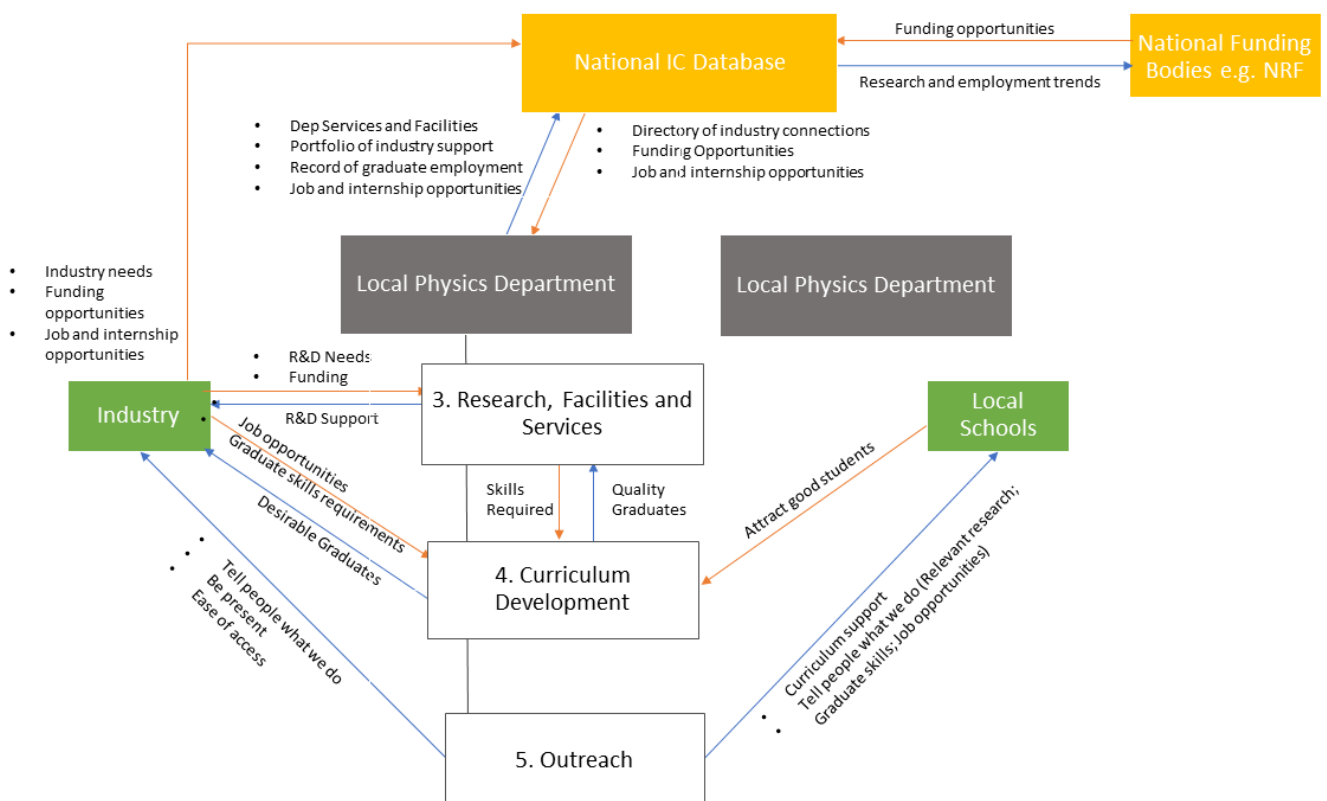 Funding opportunities
National IC Database
National Funding
Bodies e.g. NRF
Research and employment trends
• Dep Services and Facilities
• Portfolio of industry support
• Record of graduate employment
• Job and internship opportunities
• Directory of industry connections
• Funding Opportunities
• Job and internship opportunities
Local Physics Department
Local Physics Department
• Industry needs
• Funding
opportunities
• Job and internship
opportunities
• R&D Needs
• Funding
R&D Support
Industry
3. Research, Facilities and
Services
Local
Schools
• Job opportunities
• Graduate skills requirements
Desirable Graduates
Skills
Required
Quality
Graduates
Attract good students
4. Curriculum
Development
• Tell people what we do
• Be present
• Ease of access
• Curriculum support
• Tell people what we do (Relevant research;
Graduate skills; Job opportunities)
5. Outreach